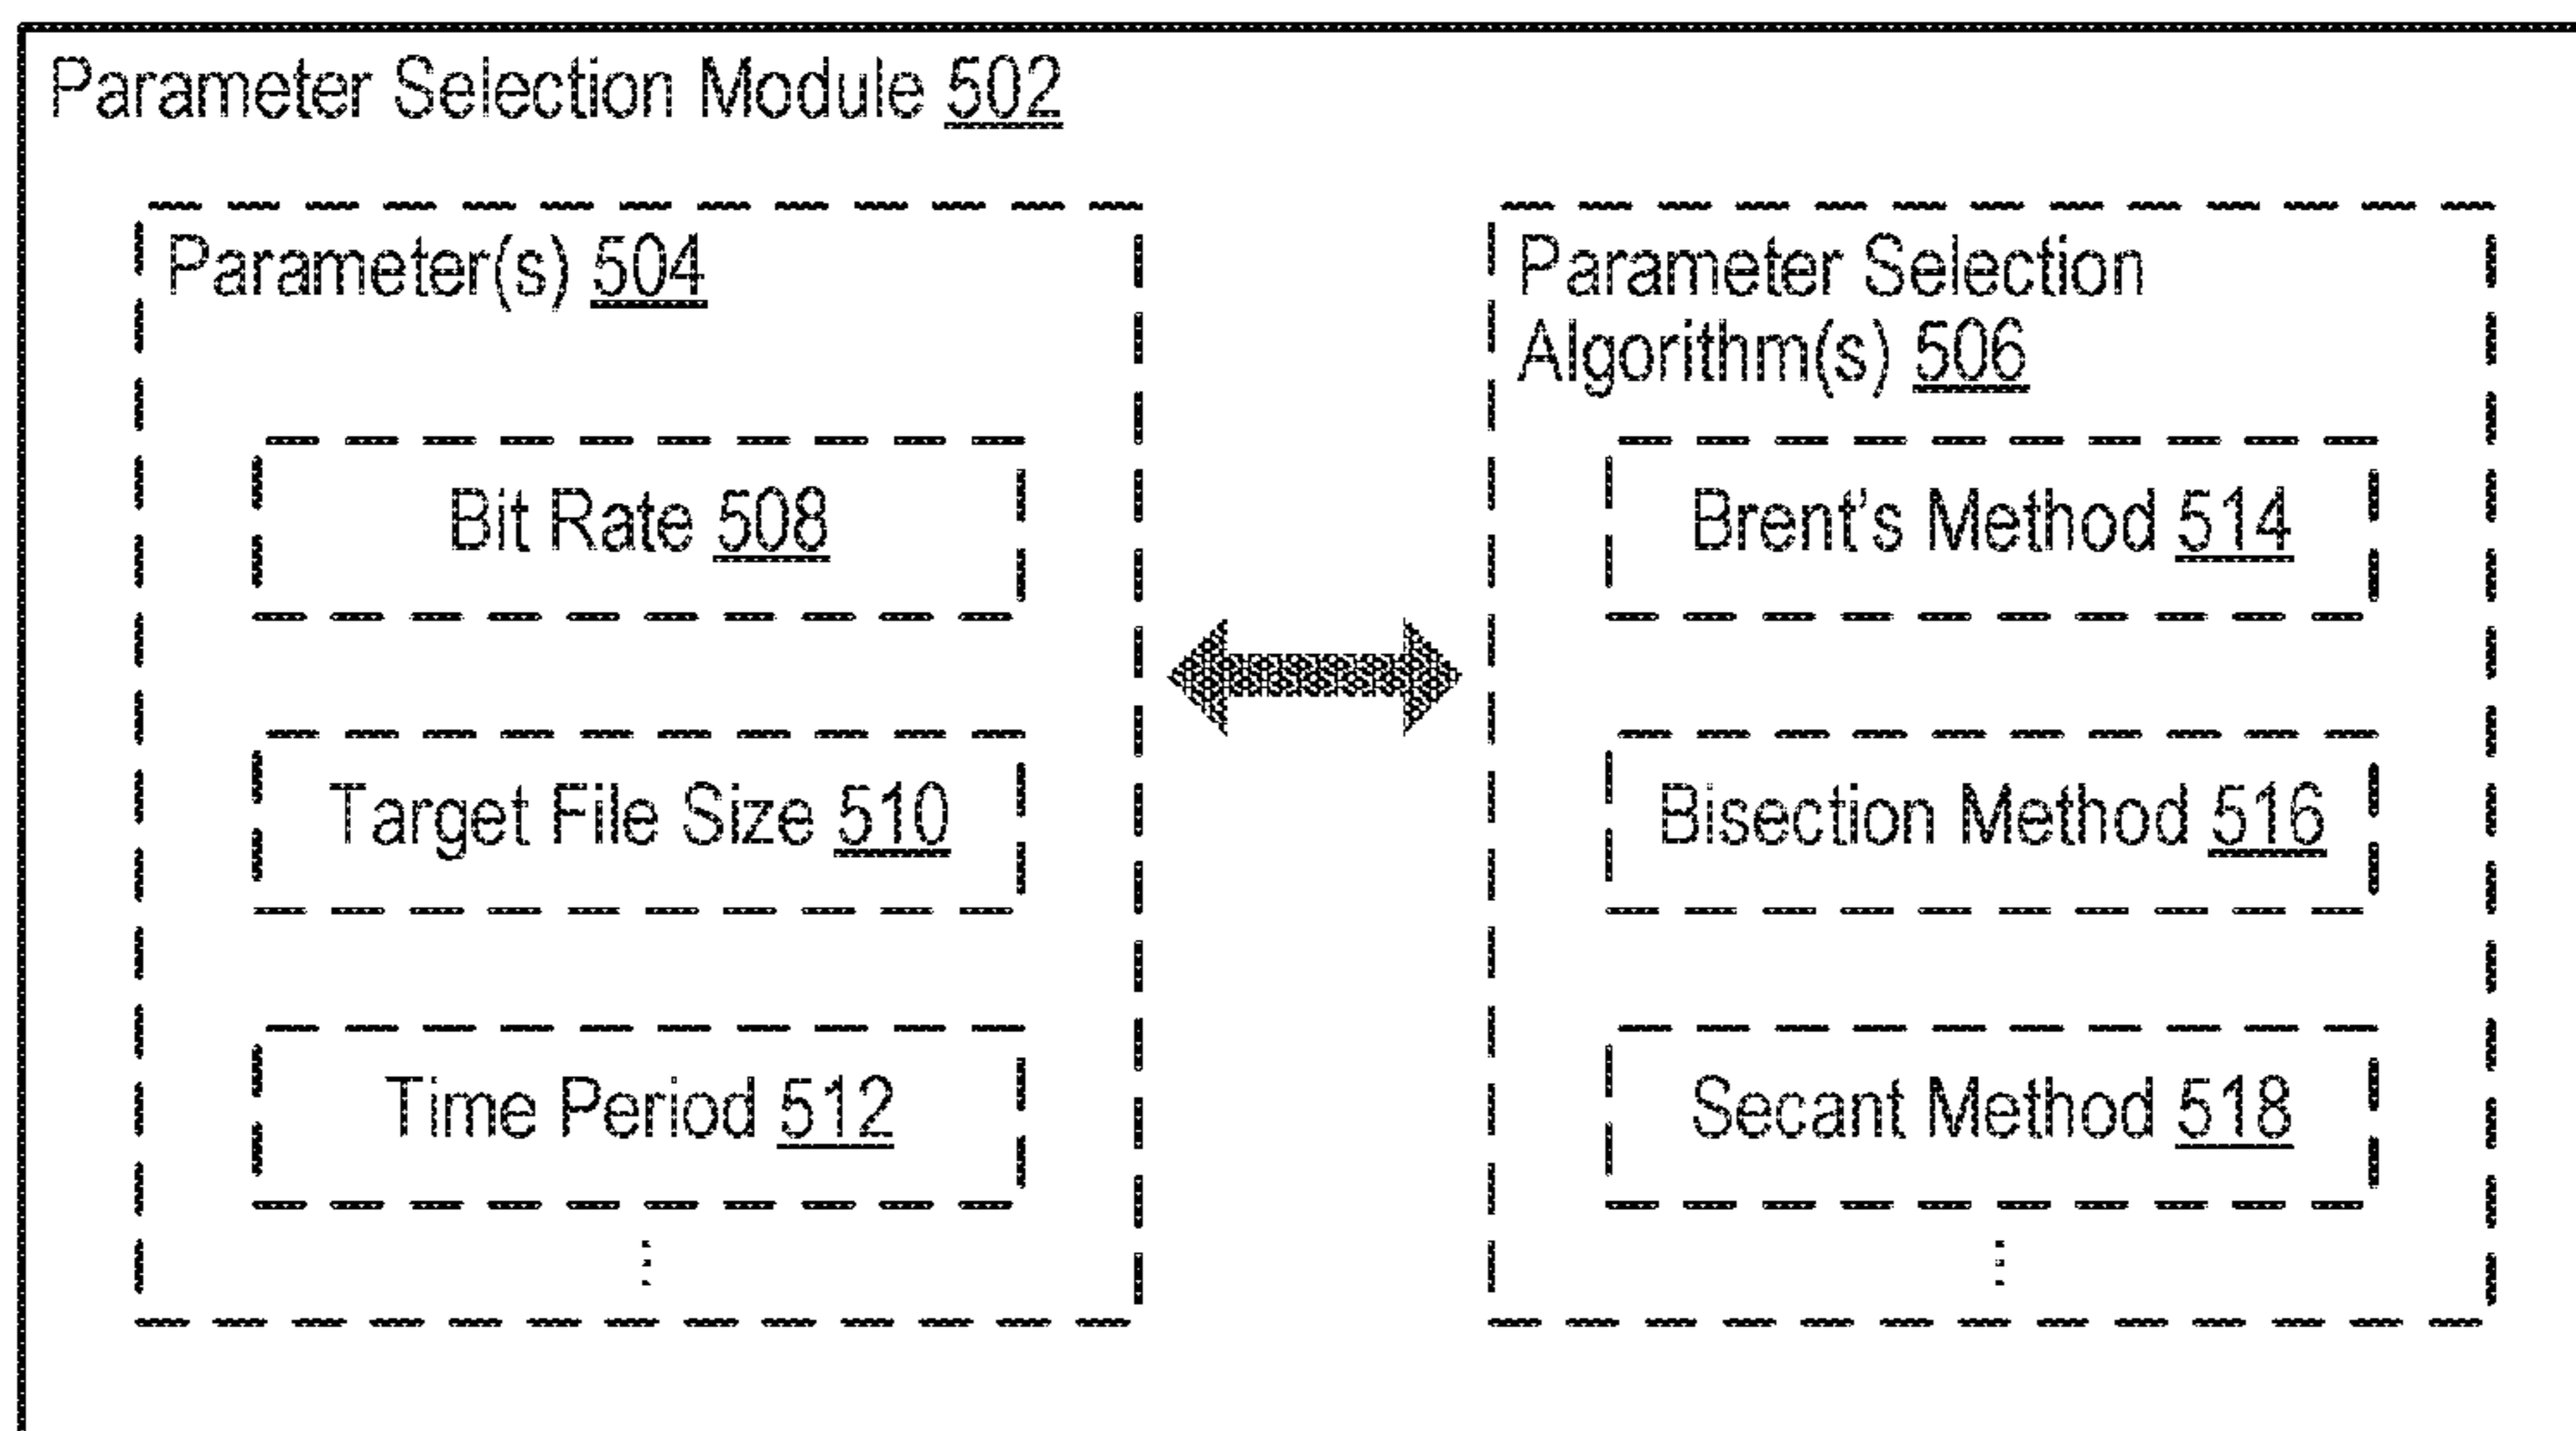 Parameter Selection Module 502
Parameter(s) 504
Bit Rate 508
Target File Size 510
Time Period 512
Parameter Selection
Algorithm(s) 506
Brent's Method 514
Bisection Method 516
Secant Method 518